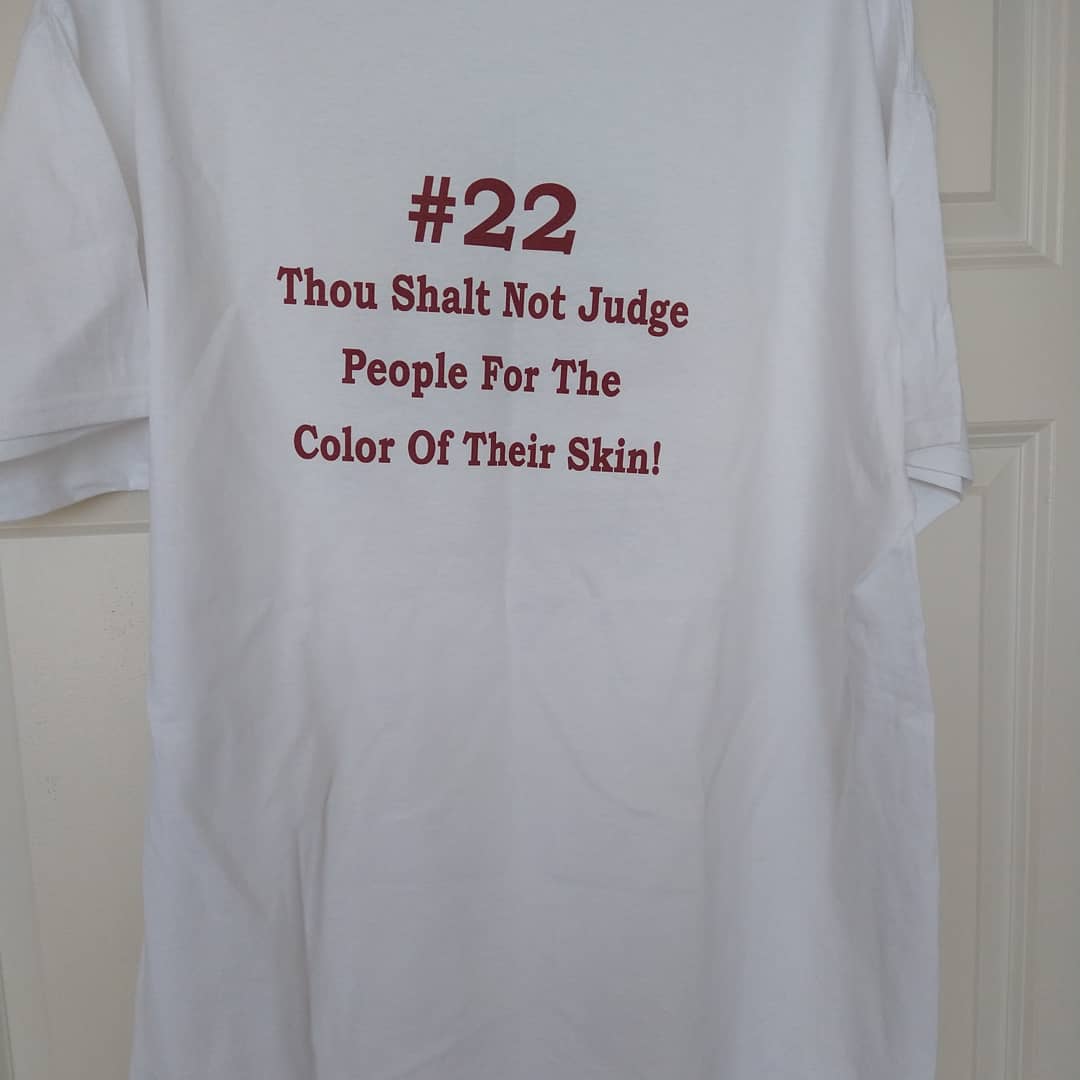 #22
Thou Shalt Not Judge
People For The
Color Of Their Skin!